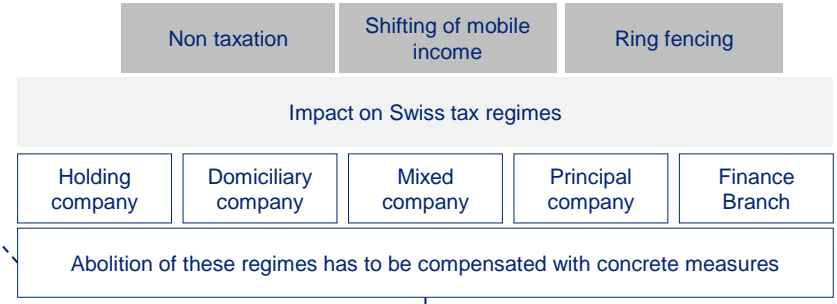 Non taxation
Shifting of mobile
income
Ring fencing
Impact on Swiss tax regimes
Holding
company
Domiciliary
company
Mixed
company
Principal
company
Finance
Branch
Abolition of these regimes has to be compensated with concrete measures